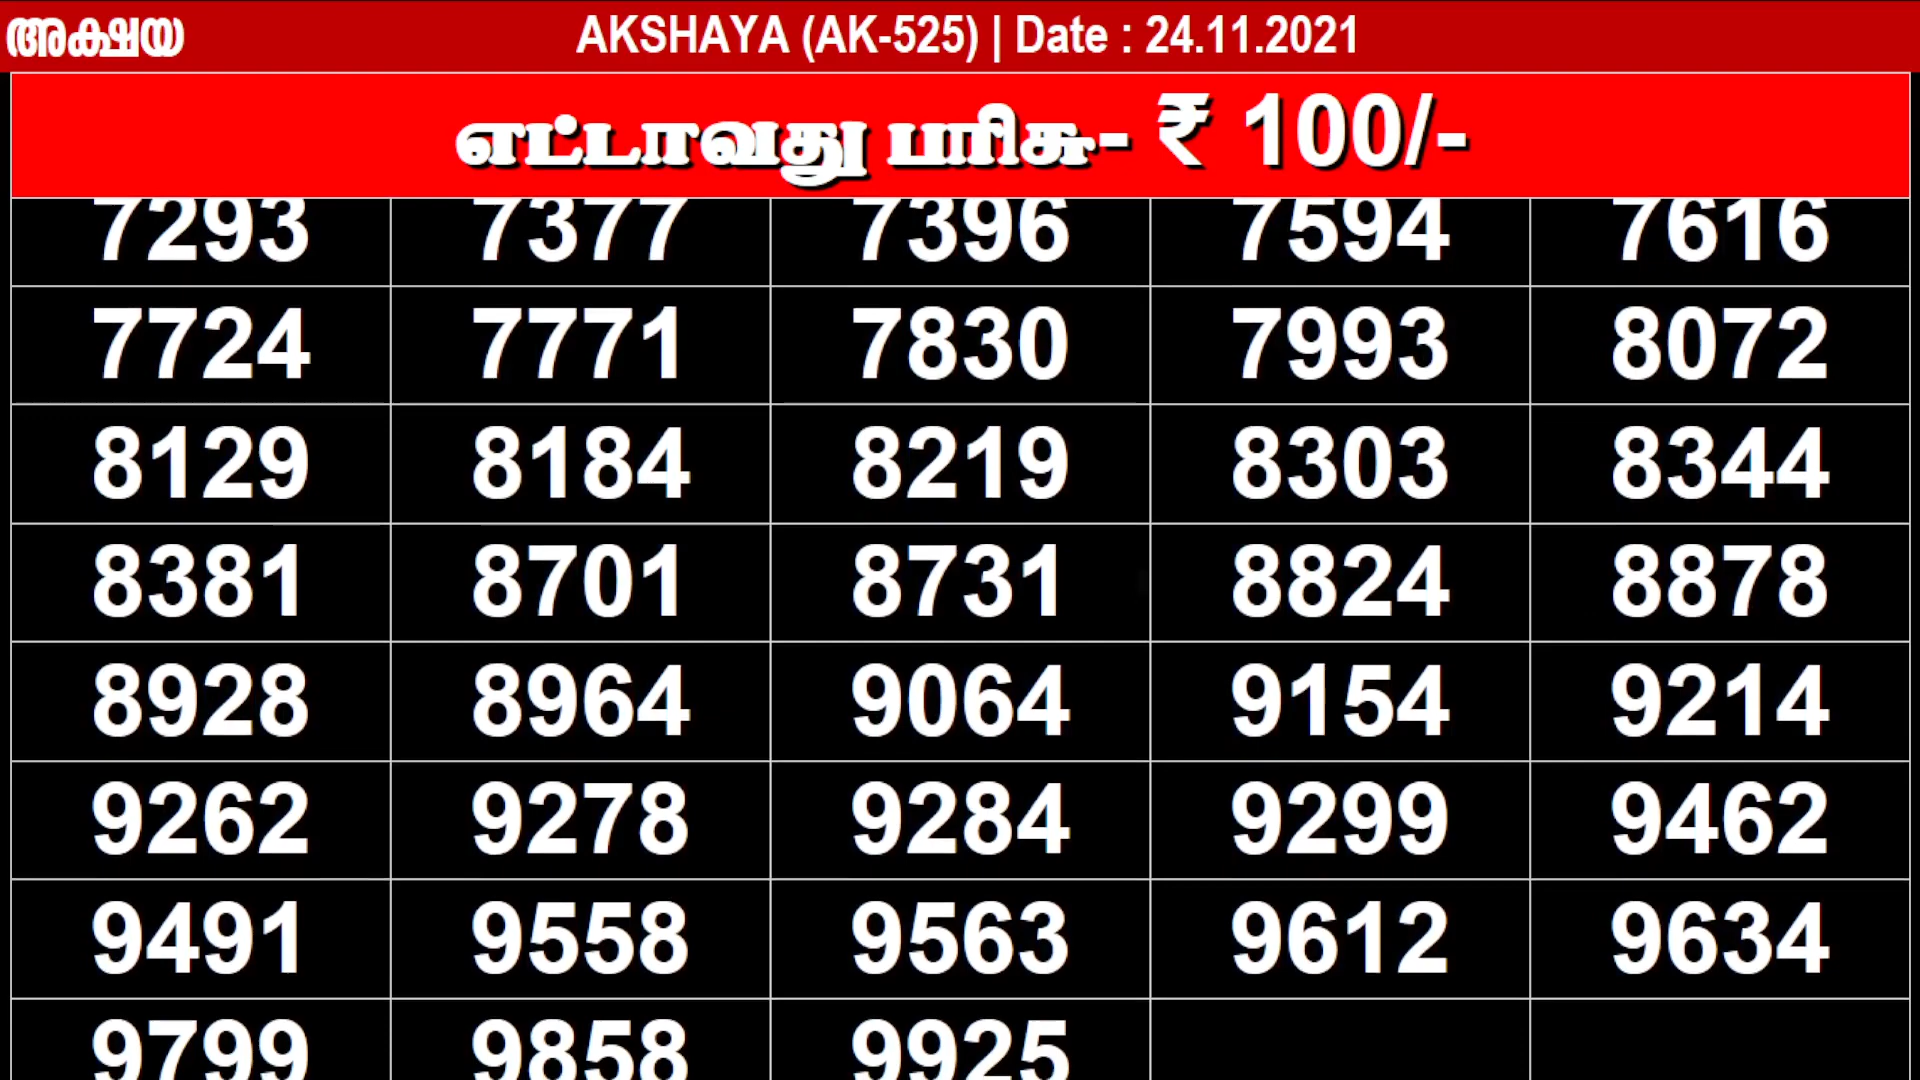 അക്ഷയ AKSHAYA (AK-525) | Date : 24.11.2021
எட்டாவது பரிசு- ₹ 100/-
7293 7377 7396 7594 7616
7724 7771 7830 7993 8072
8129 8184 8219 8303 8344
8381 8701 8731 8824 8878
8928 8964 9064 9154 9214
9262 9278 9284 9299 9462
9491 9558 9563 9612 9634
9799 9858 9925